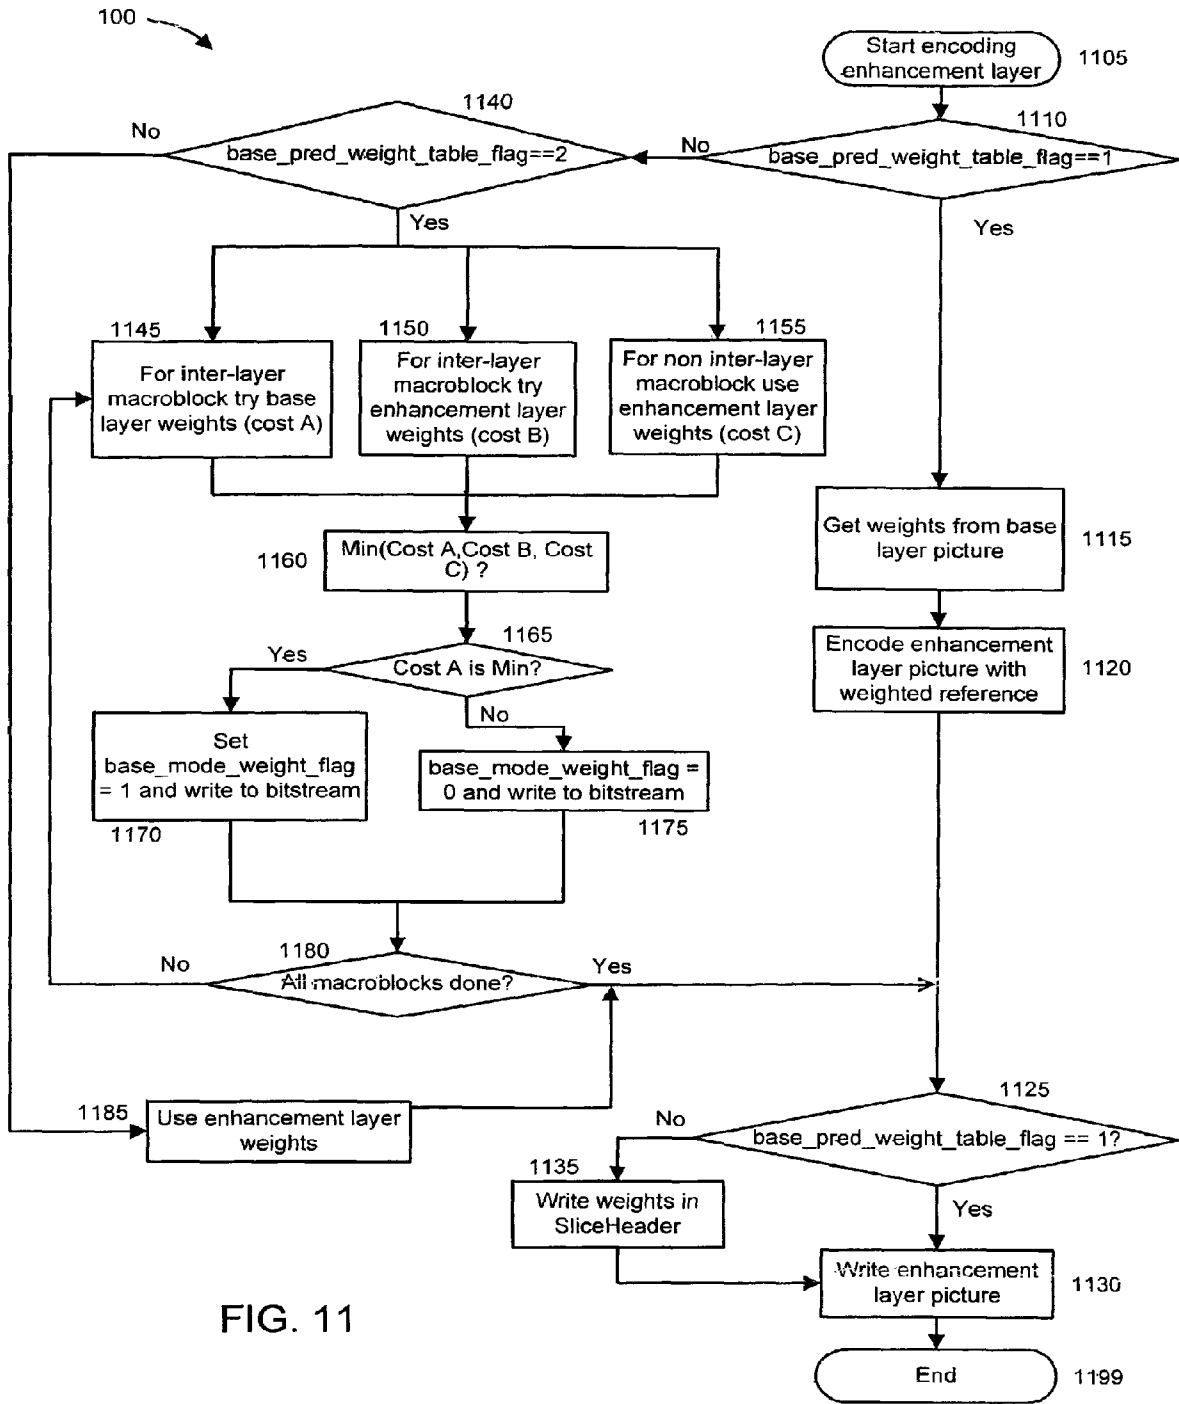 100
Start encoding
enhancement layer
1105
1140
1110
No
base_pred_weight_table_flag==2
No
base_pred_weight_table_flag==1
Yes
Yes
1145
1150
1155
For inter-layer
macroblock try base
layer weights (cost A)
For inter-layer
macroblock try
enhancement layer
weights (cost B)
For non inter-layer
macroblock use
enhancement layer
weights (cost C)
Get weights from base
layer picture
1115
1160
Min(Cost A,Cost B, Cost
C) ?
1165
Yes
Cost A is Min?
No
Encode enhancement
layer picture with
weighted reference
1120
Set
base_mode_weight_flag
= 1 and write to bitstream
1170
base_mode_weight_flag =
0 and write to bitstream
1175
1180
No
All macroblocks done?
Yes
1185
Use enhancement layer
weights
1125
No
base_pred_weight_table_flag == 1?
1135
Yes
Write weights in
SliceHeader
Write enhancement
layer picture
1130
FIG. 11
End
1199